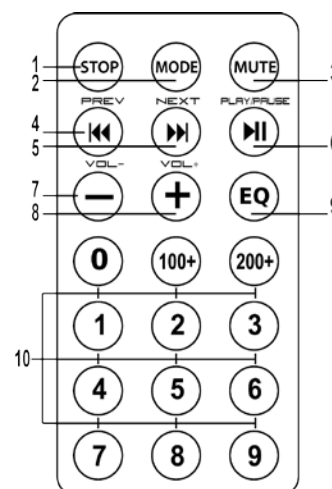 1 STOP MODE MUTE
2
PREV NEXT PLAY/PAUSE
4
5
VOL- VOL+
7 EQ
8
0 100+ 200+
1 2 3
10
4 5 6
7 8 9